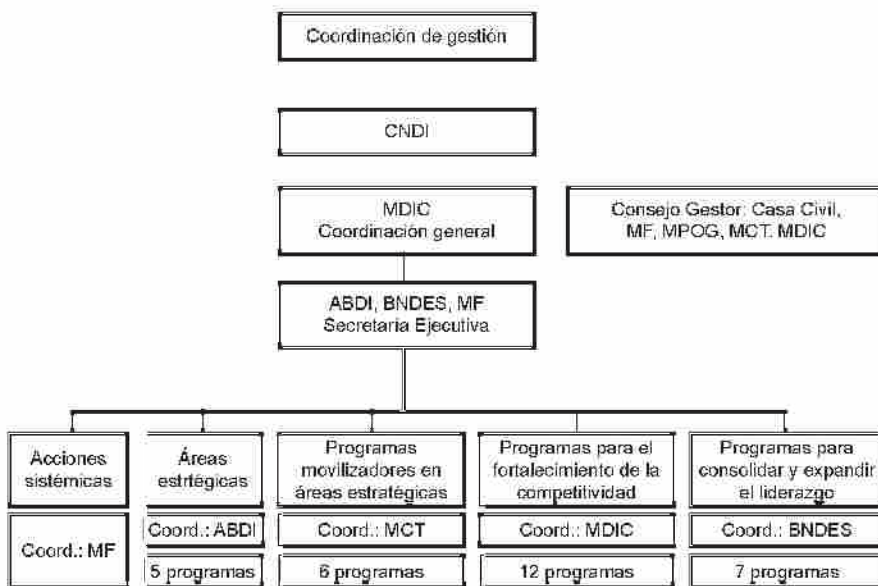 Coordinación de gestión
CNDI
MDIC
Coordinación general
Consejo Gestor: Casa Civil,
MF, MPOG, MCT. MDIC
ABDI, BNDES, MF
Secretaria Ejecutiva
Acciones
sistémicas
Áreas
estrtégicas
Programas
movilizadores en
áreas estratégicas
Programas para el
fortalecimiento de la
competitividad
Programas para
consolidar y expandir
el liderazgo
Coord.: MF
Coord.: ABDI
Coord.: MCT
Coord.: MDIC
Coord.: BNDES
5 programas
6 programas
12 programas
7 programas